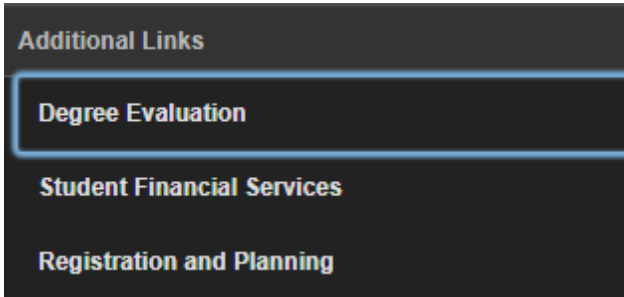 Additional Links
Degree Evaluation
Student Financial Services
Registration and Planning